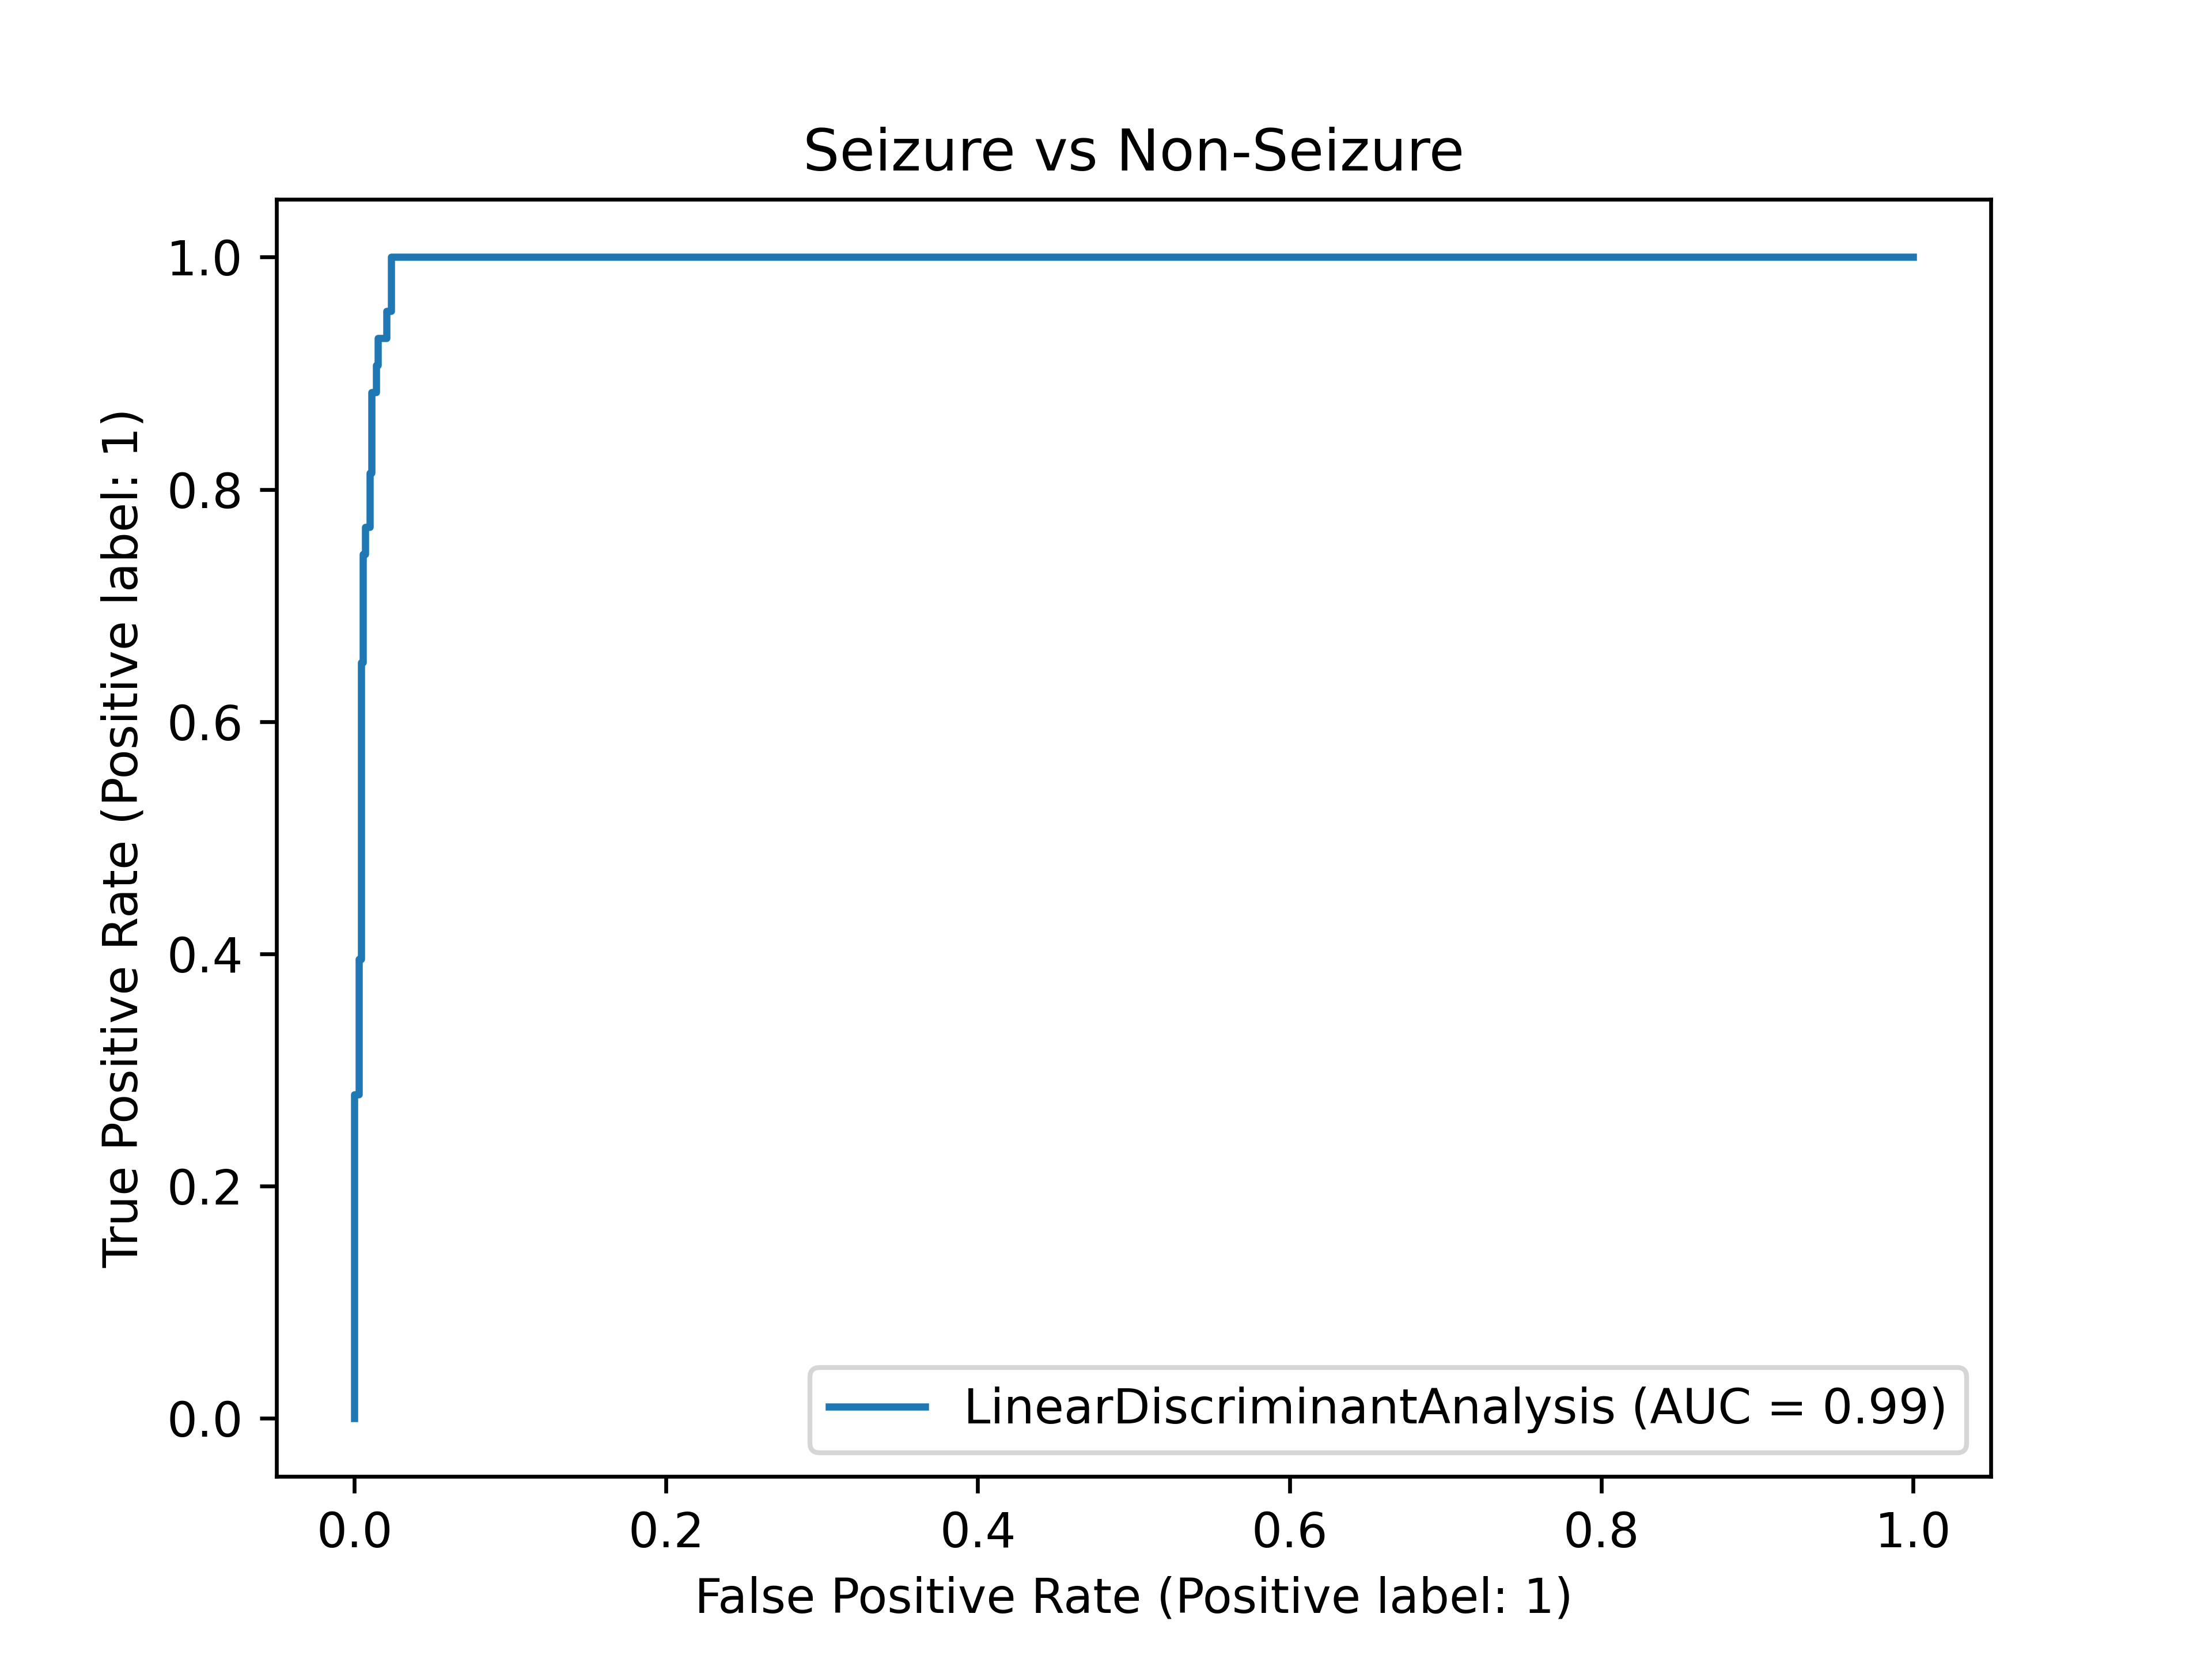 Seizure vs Non-Seizure
True Positive Rate (Positive label: 1)
1.0
0.8
0.6
0.4
0.2
0.0
LinearDiscriminantAnalysis (AUC = 0.99)
0.0 0.2 0.4 0.6 0.8 1.0
False Positive Rate (Positive label: 1)